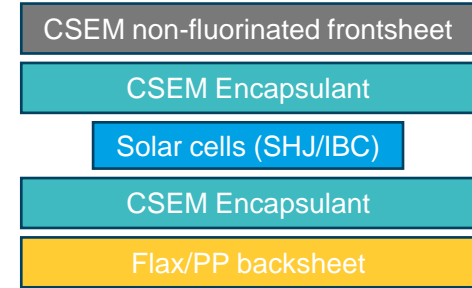 CSEM non-fluorinated frontsheet
CSEM Encapsulant
Solar cells (SHJ/IBC)
CSEM Encapsulant
Flax/PP backsheet